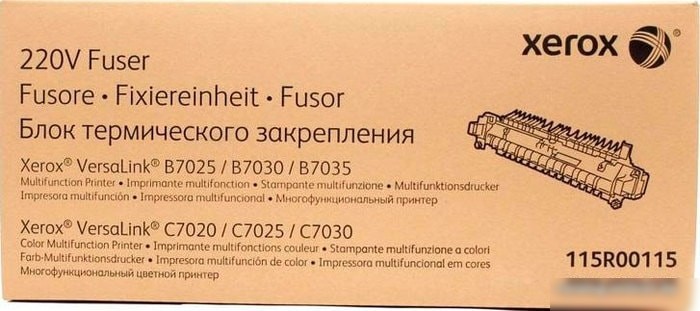 xerox
220V Fuser
Fusore • Fixiereinheit • Fusor
Блок термического закрепления
Xerox® VersaLink® B7025 / B7030 / B7035
Multifunction Printer • Imprimante multifonction • Stampante multifunzione • Multifunktionsdrucker
Impresora multifunción • Impressora multifuncional • Многофункциональный принтер
Xerox® VersaLink® C7020 / C7025 / C7030
Color Multifunction Printer • Imprimante multifonctions couleur • Stampante multifunzione a colori
Farb-Multifunktionsdrucker • Impresora multifunción de color • Impressora multifuncional em cores
Многофункциональный цветной принтер
115R00115